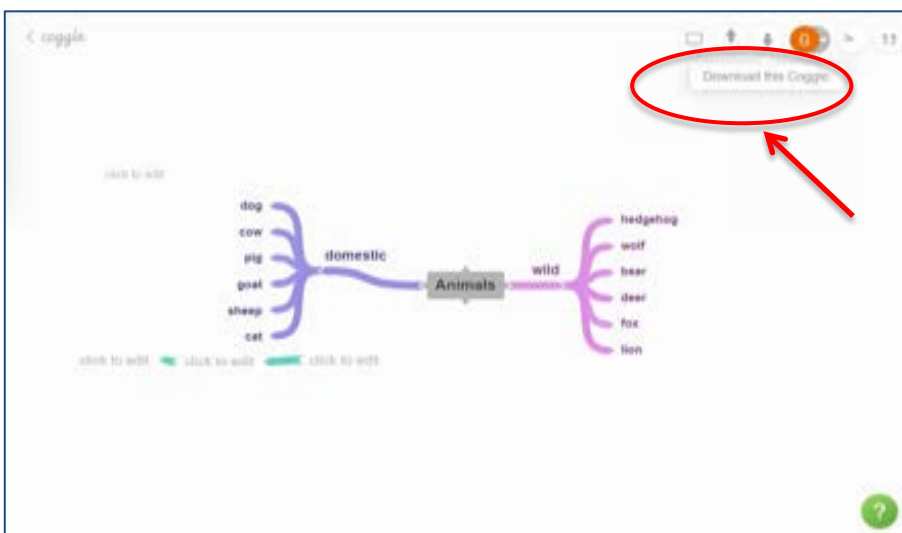 coggle
G
Download this Coggle.
click to edit
dog
cow
pig
goat
sheep
cat
domestic
Animals
wild
hedgehog
wolf
bear
deer
fox
lion
click to edit
click to edit
click to edit
?